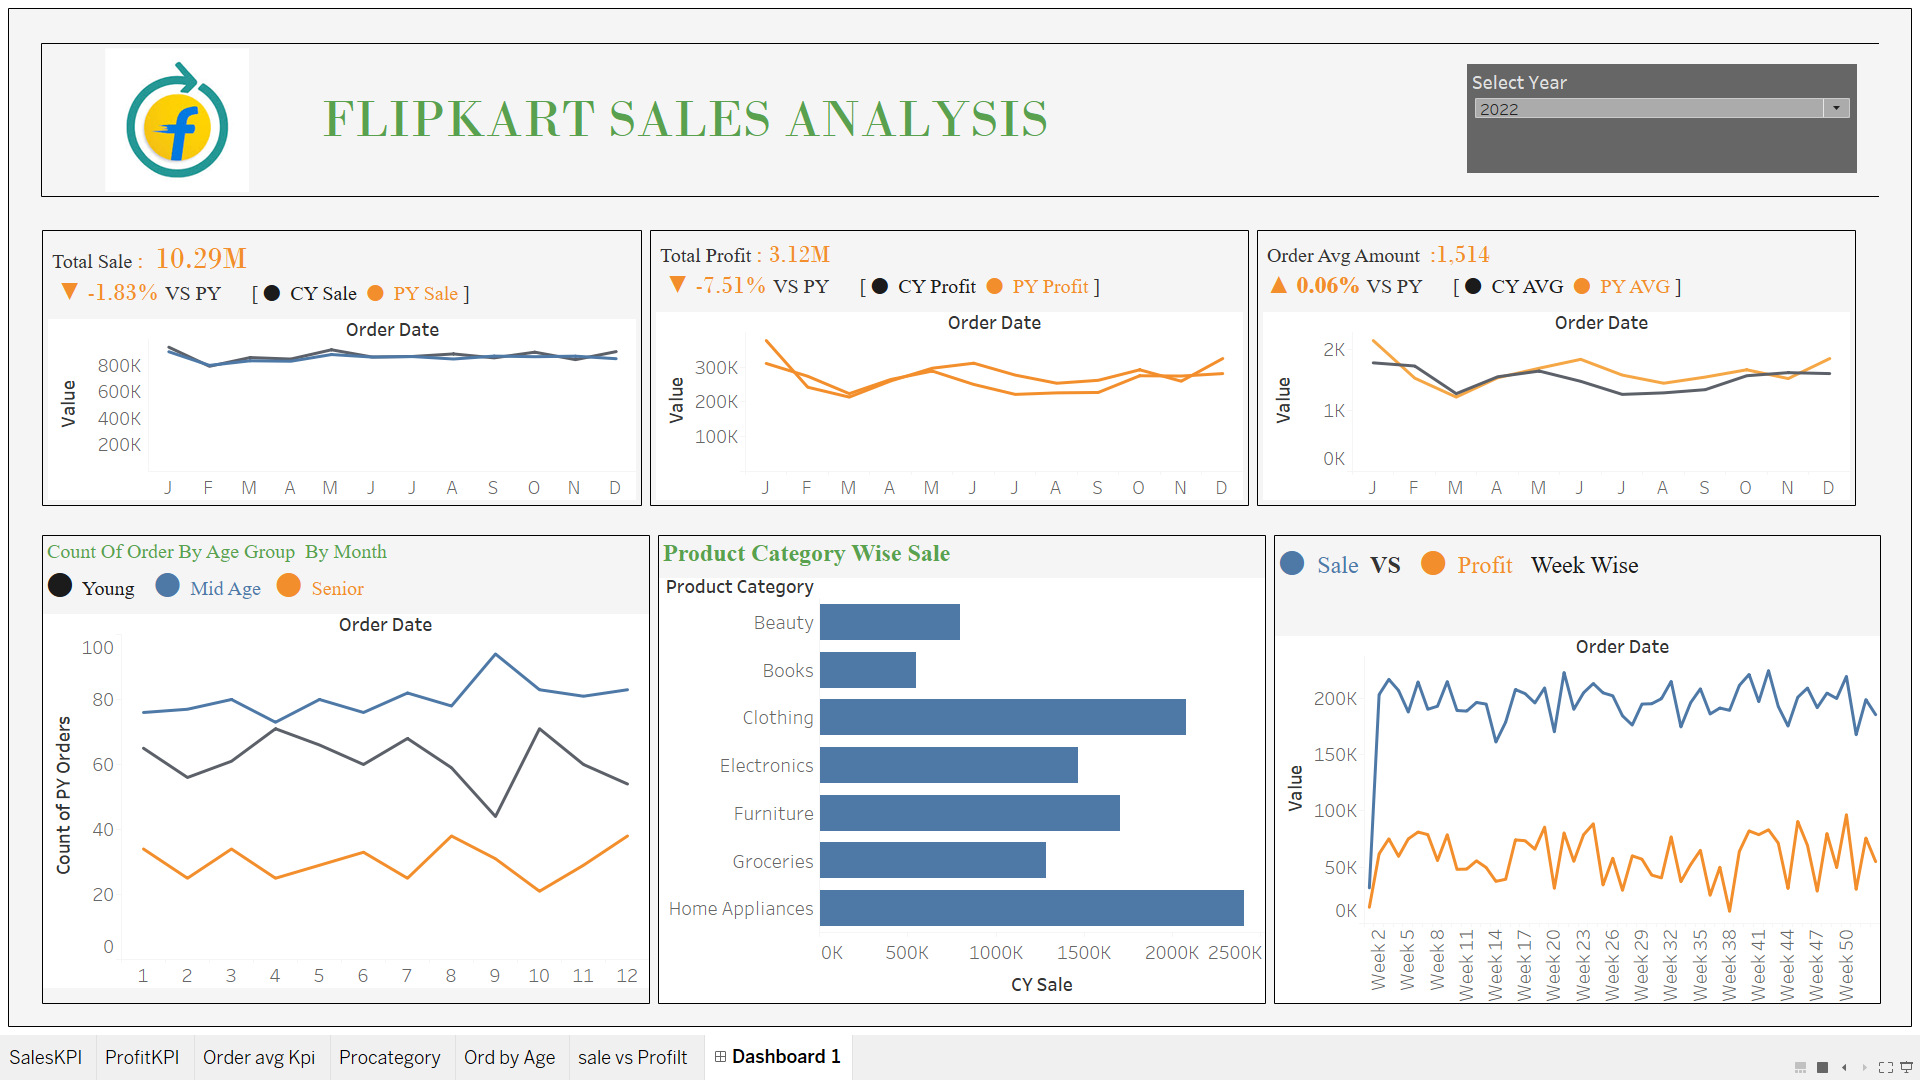 FLIPKART SALES ANALYSIS
Select Year
2022
Total Sale : 10.29M
▼ -1.83% VS PY [ ● CY Sale ● PY Sale ]
Order Date
Value
800K
600K
400K
200K
J F M A M J J A S O N D
Total Profit : 3.12M
▼ -7.51% VS PY [ ● CY Profit ● PY Profit ]
Order Date
Value
300K
200K
100K
J F M A M J J A S O N D
Order Avg Amount :1,514
▲ 0.06% VS PY [ ● CY AVG ● PY AVG ]
Order Date
Value
2K
1K
0K
J F M A M J J A S O N D
Count Of Order By Age Group By Month
● Young ● Mid Age ● Senior
Order Date
Count of PY Orders
100
80
60
40
20
0
1 2 3 4 5 6 7 8 9 10 11 12
Product Category Wise Sale
Product Category
Beauty
Books
Clothing
Electronics
Furniture
Groceries
Home Appliances
0K 500K 1000K 1500K 2000K 2500K
CY Sale
● Sale VS ● Profit Week Wise
Order Date
Value
200K
150K
100K
50K
0K
Week 2
Week 5
Week 8
Week 11
Week 14
Week 17
Week 20
Week 23
Week 26
Week 29
Week 32
Week 35
Week 38
Week 41
Week 44
Week 47
Week 50
SalesKPI ProfitKPI Order avg Kpi Procategory Ord by Age sale vs Profilt Dashboard 1